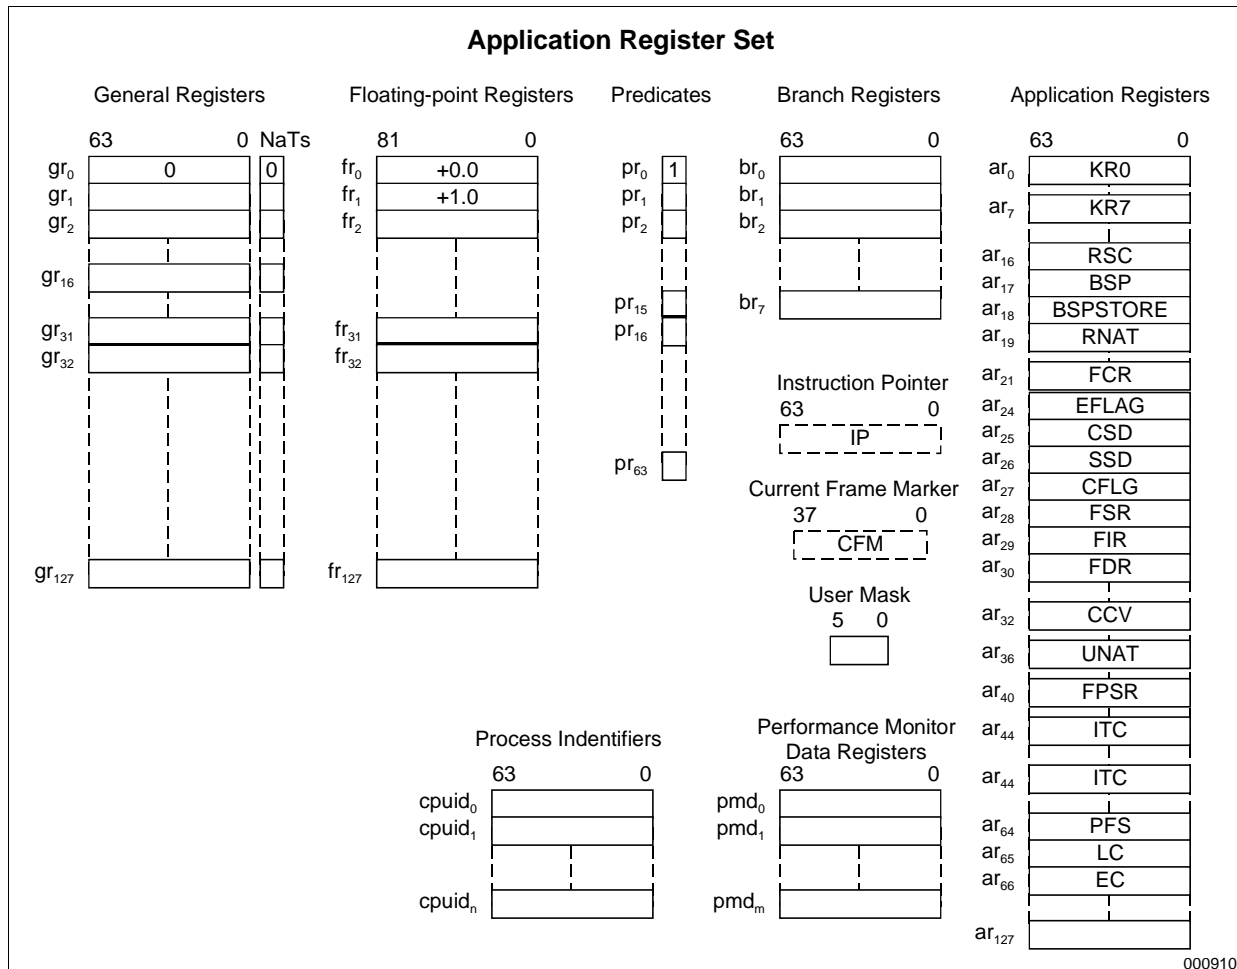 Application Register Set
General Registers
63 0 NaTs
gr0 0 0
gr1
gr2
gr16
gr31
gr32
gr127
Floating-point Registers
81 0
fr0 +0.0
fr1 +1.0
fr2
fr31
fr32
fr127
Predicates
pr0 1
pr1
pr2
pr15
pr16
pr63
Branch Registers
63 0
br0
br1
br2
br7
Instruction Pointer
63 0
IP
Current Frame Marker
37 0
CFM
User Mask
5 0
Process Indentifiers
63 0
cpuid0
cpuid1
cpuidn
Performance Monitor
Data Registers
63 0
pmd0
pmd1
pmdm
Application Registers
63 0
ar0 KR0
ar7 KR7
ar16 RSC
ar17 BSP
ar18 BSPSTORE
ar19 RNAT
ar21 FCR
ar24 EFLAG
ar25 CSD
ar26 SSD
ar27 CFLG
ar28 FSR
ar29 FIR
ar30 FDR
ar32 CCV
ar36 UNAT
ar40 FPSR
ar44 ITC
ar44 ITC
ar64 PFS
ar65 LC
ar66 EC
ar127
000910